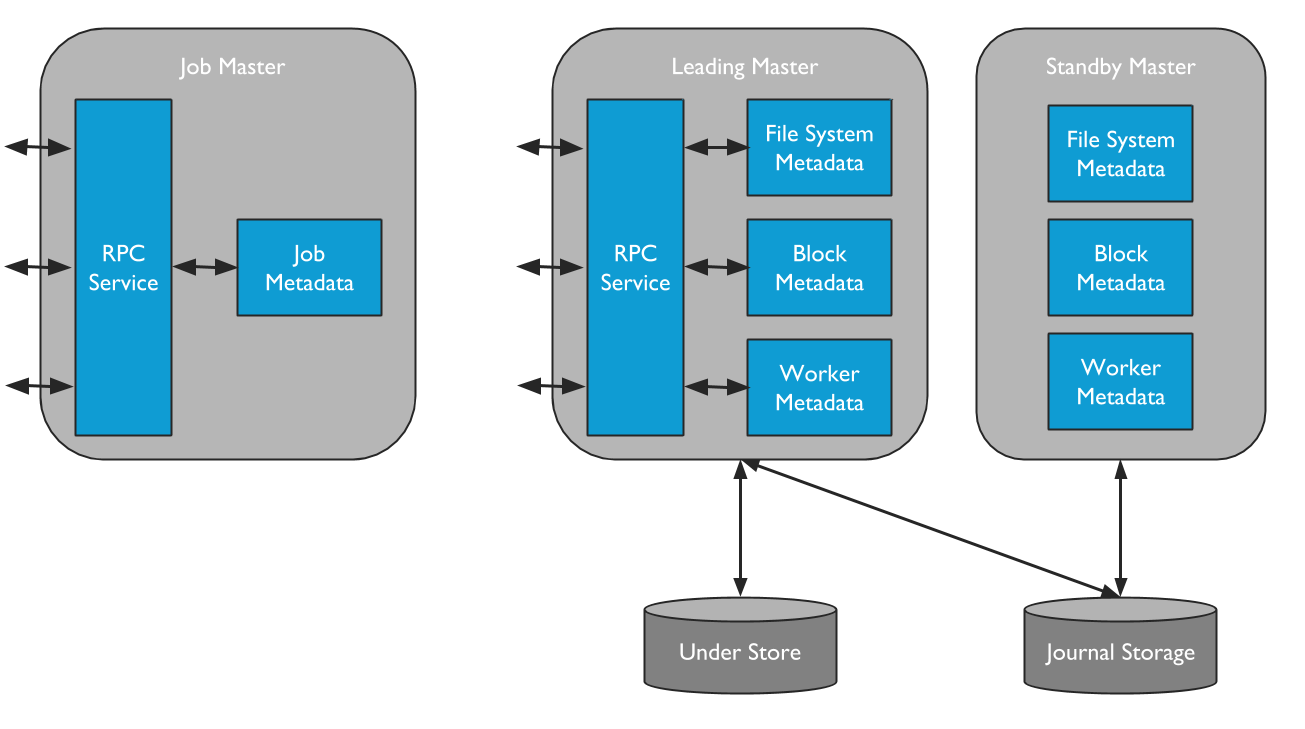 Job Master
RPC
Service
Job
Metadata
Leading Master
RPC
Service
File System
Metadata
Block
Metadata
Worker
Metadata
Standby Master
File System
Metadata
Block
Metadata
Worker
Metadata
Under Store
Journal Storage